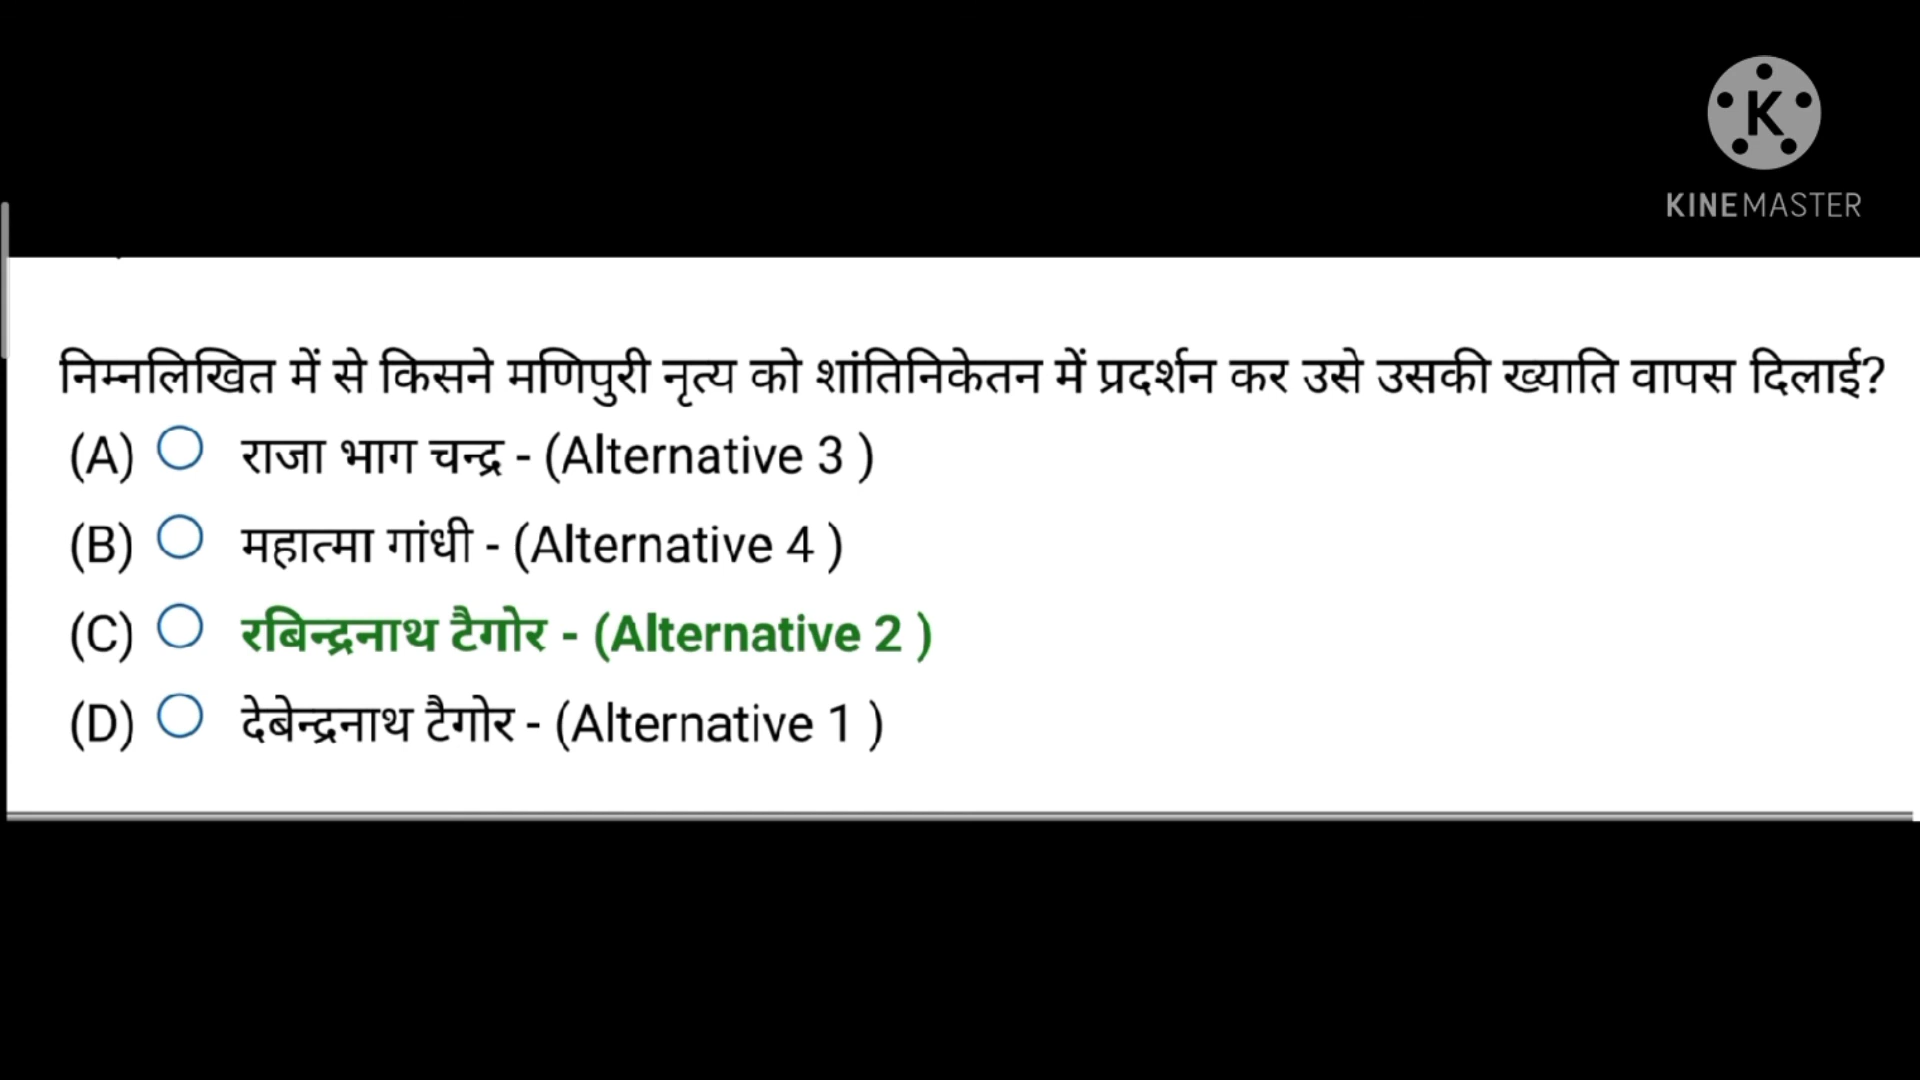 K
KINEMASTER
निम्नलिखित में से किसने मणिपुरी नृत्य को शांतिनिकेतन में प्रदर्शन कर उसे उसकी ख्याति वापस दिलाई?
(A) राजा भाग चन्द्र - (Alternative 3 )
(B) महात्मा गांधी - (Alternative 4 )
(C) रबिन्द्रनाथ टैगोर - (Alternative 2 )
(D) देबेन्द्रनाथ टैगोर - (Alternative 1 )